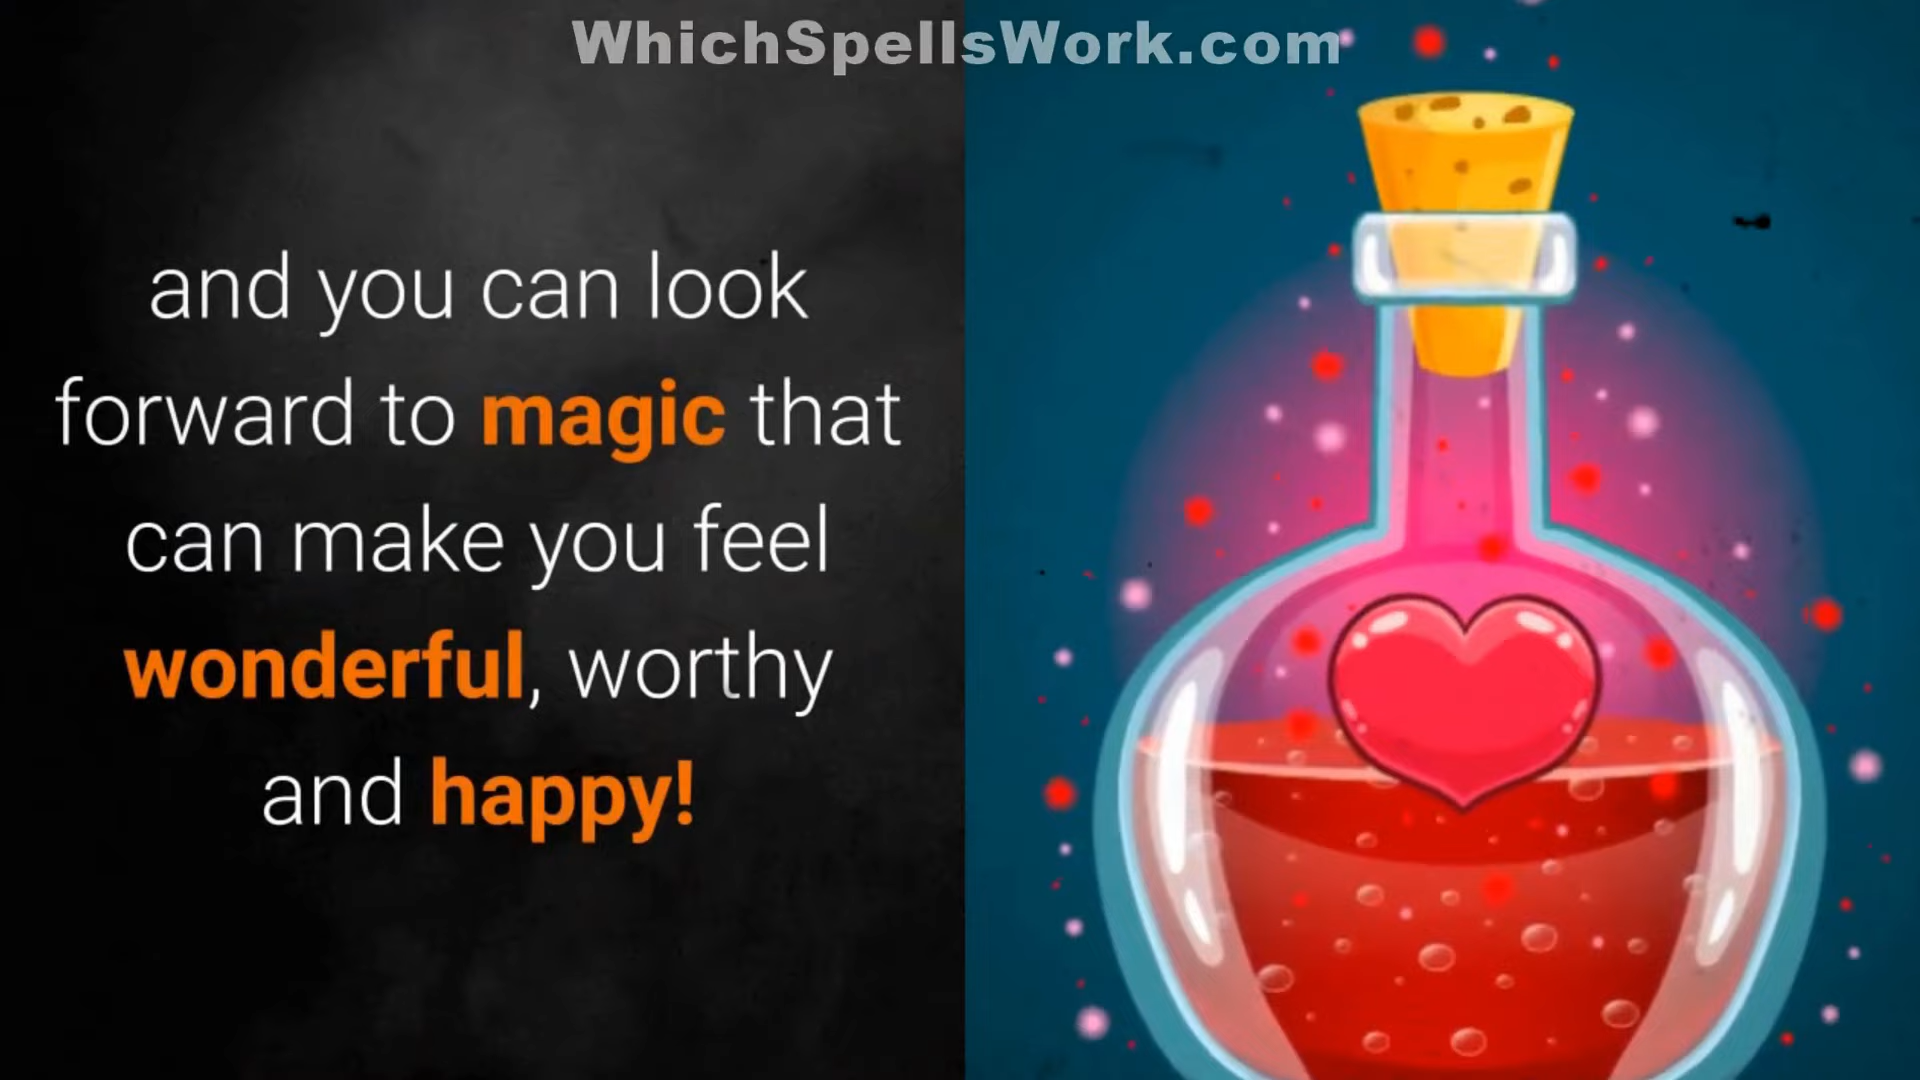 WhichSpellsWork.com
and you can look
forward to magic that
can make you feel
wonderful, worthy
and happy!